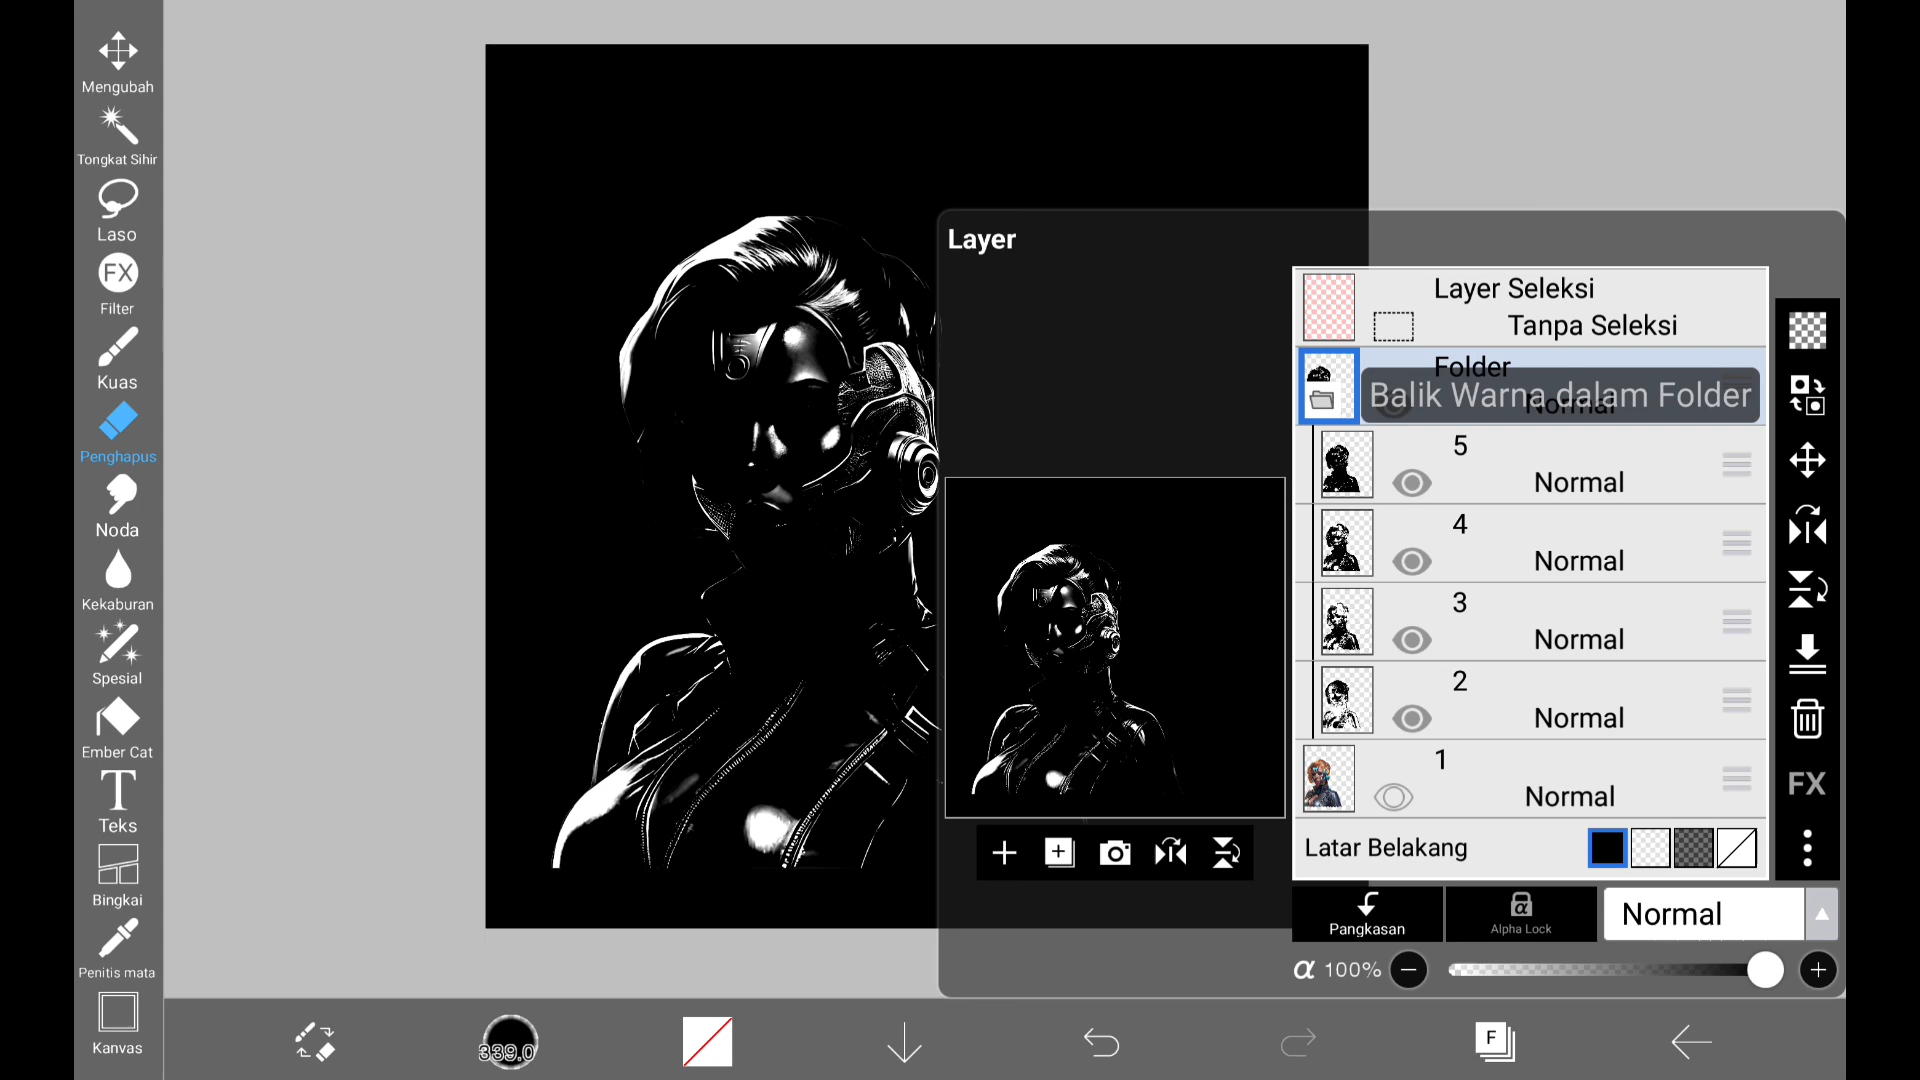 Mengubah
Tongkat Sihir
Laso
FX
Filter
Kuas
Penghapus
Noda
Kekaburan
Spesial
Ember Cat
T
Teks
Bingkai
Penitis mata
Kanvas
Layer
Layer Seleksi
Tanpa Seleksi
Folder
Normal
Balik Warna dalam Folder
5
Normal
4
Normal
3
Normal
2
Normal
1
Normal
Latar Belakang
FX
Pangkasan
α
Alpha Lock
Normal
α 100%
339.0
F